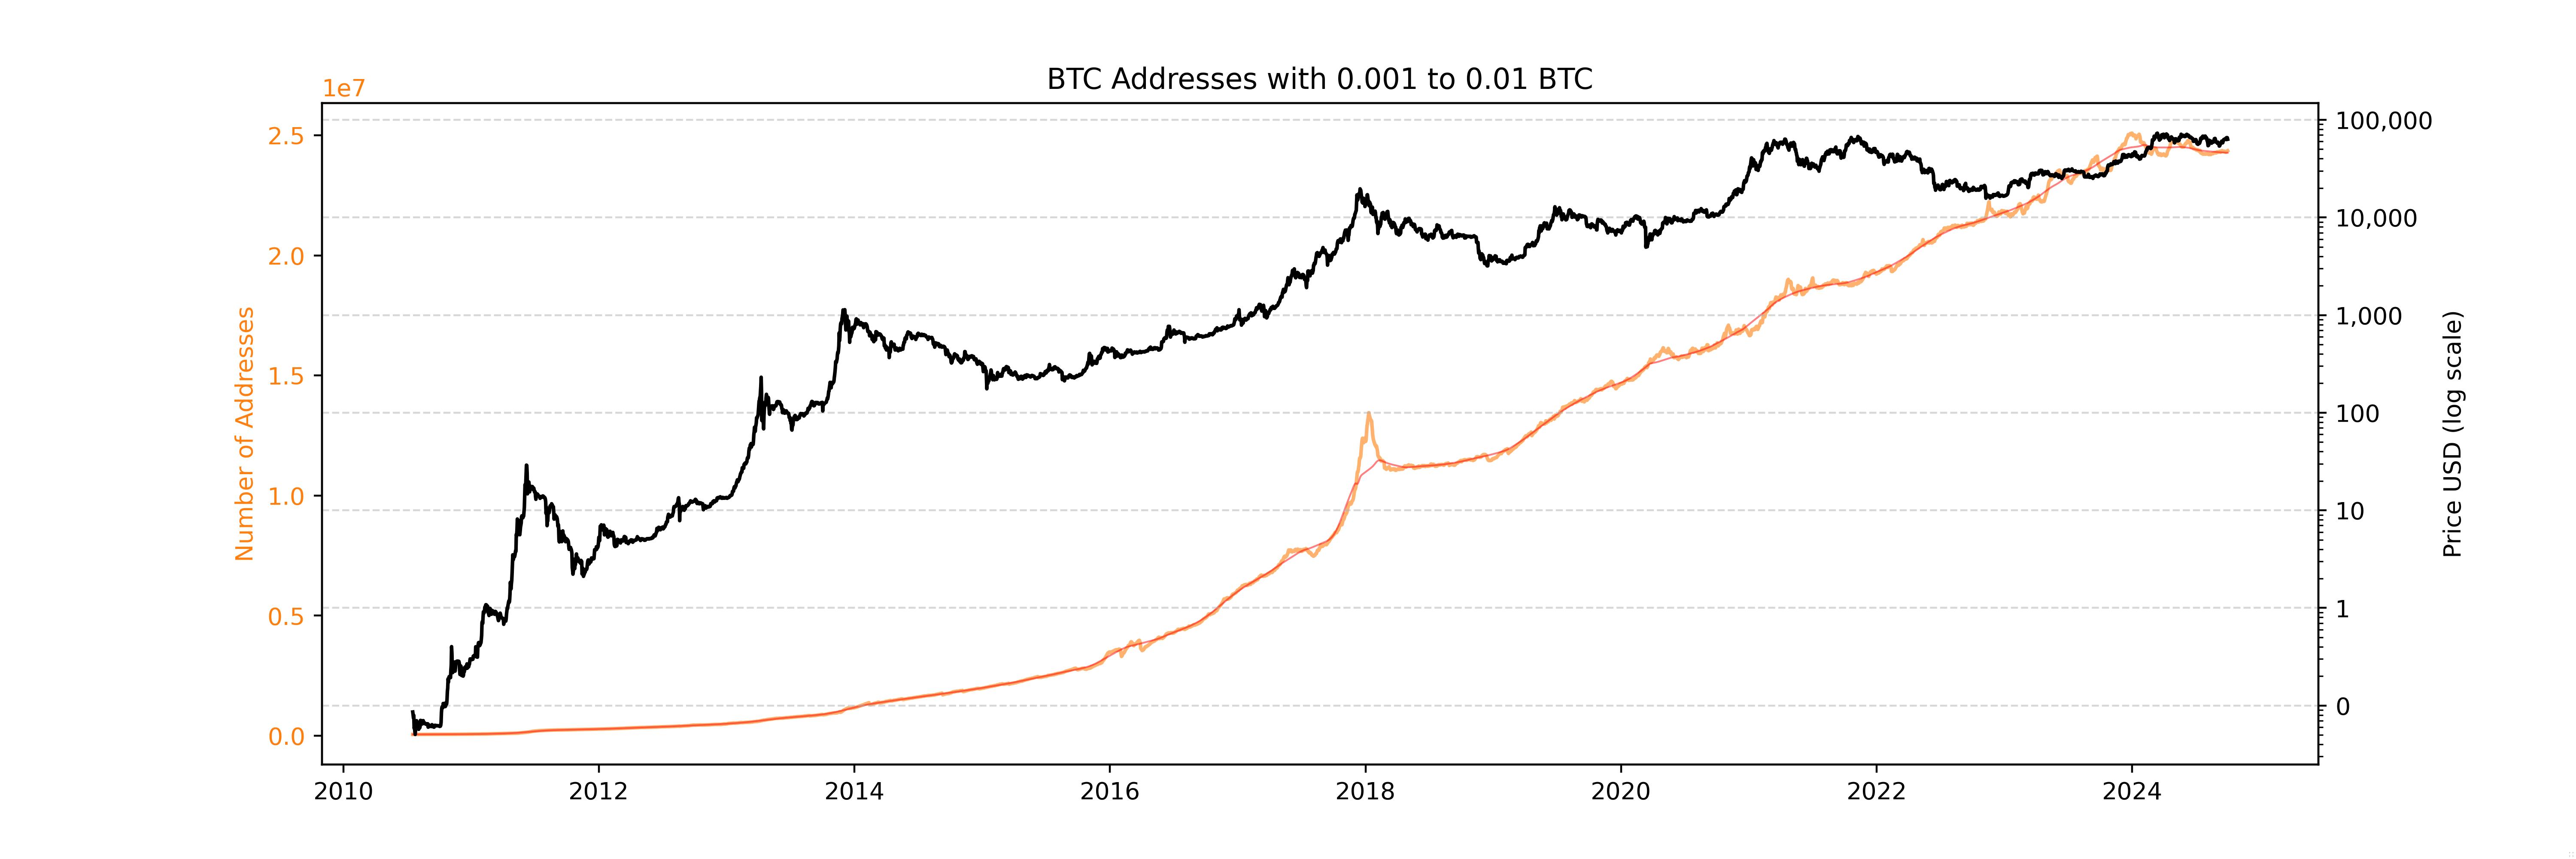 BTC Addresses with 0.001 to 0.01 BTC
1e7
2.5
2.0
1.5
1.0
0.5
0.0
Number of Addresses
100,000
10,000
1,000
100
10
1
0
Price USD (log scale)
2010 2012 2014 2016 2018 2020 2022 2024